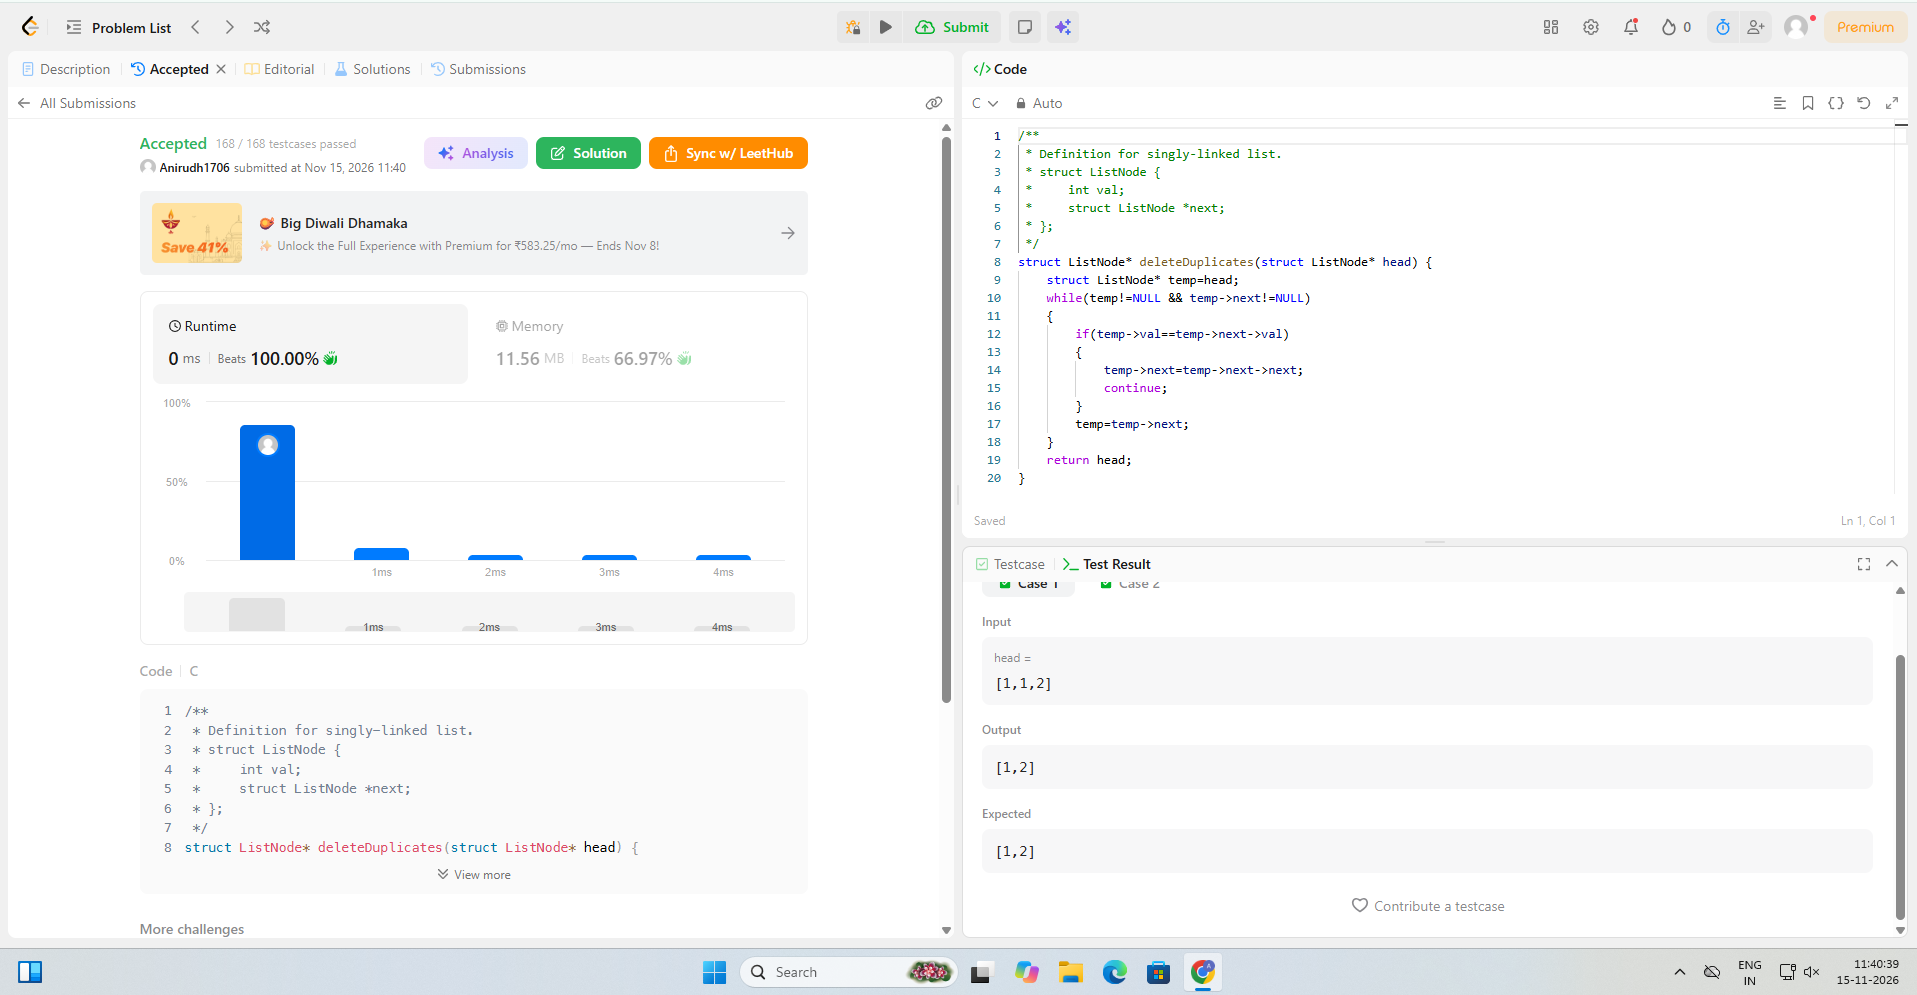 Problem List
Submit
0
Premium
Description
Accepted
Editorial
Solutions
Submissions
All Submissions
Accepted 168 / 168 testcases passed
Anirudh1706 submitted at Nov 15, 2026 11:40
Analysis
Solution
Sync w/ LeetHub
Save 41%
Big Diwali Dhamaka
Unlock the Full Experience with Premium for ₹583.25/mo — Ends Nov 8!
Runtime
0 ms Beats 100.00%
Memory
11.56 MB Beats 66.97%
100%
50%
0%
1ms 2ms 3ms 4ms
1ms 2ms 3ms 4ms
Code C
1 /**
2 * Definition for singly-linked list.
3 * struct ListNode {
4 *     int val;
5 *     struct ListNode *next;
6 * };
7 */
8 struct ListNode* deleteDuplicates(struct ListNode* head) {
View more
More challenges
</> Code
C Auto
1 /**
2 * Definition for singly-linked list.
3 * struct ListNode {
4 *     int val;
5 *     struct ListNode *next;
6 * };
7 */
8 struct ListNode* deleteDuplicates(struct ListNode* head) {
9     struct ListNode* temp=head;
10     while(temp!=NULL && temp->next!=NULL)
11     {
12         if(temp->val==temp->next->val)
13         {
14             temp->next=temp->next->next;
15             continue;
16         }
17         temp=temp->next;
18     }
19     return head;
20 }
Saved
Ln 1, Col 1
Testcase
Test Result
Case 1 Case 2
Input
head =
[1,1,2]
Output
[1,2]
Expected
[1,2]
Contribute a testcase
Search
ENG
IN
11:40:39
15-11-2026